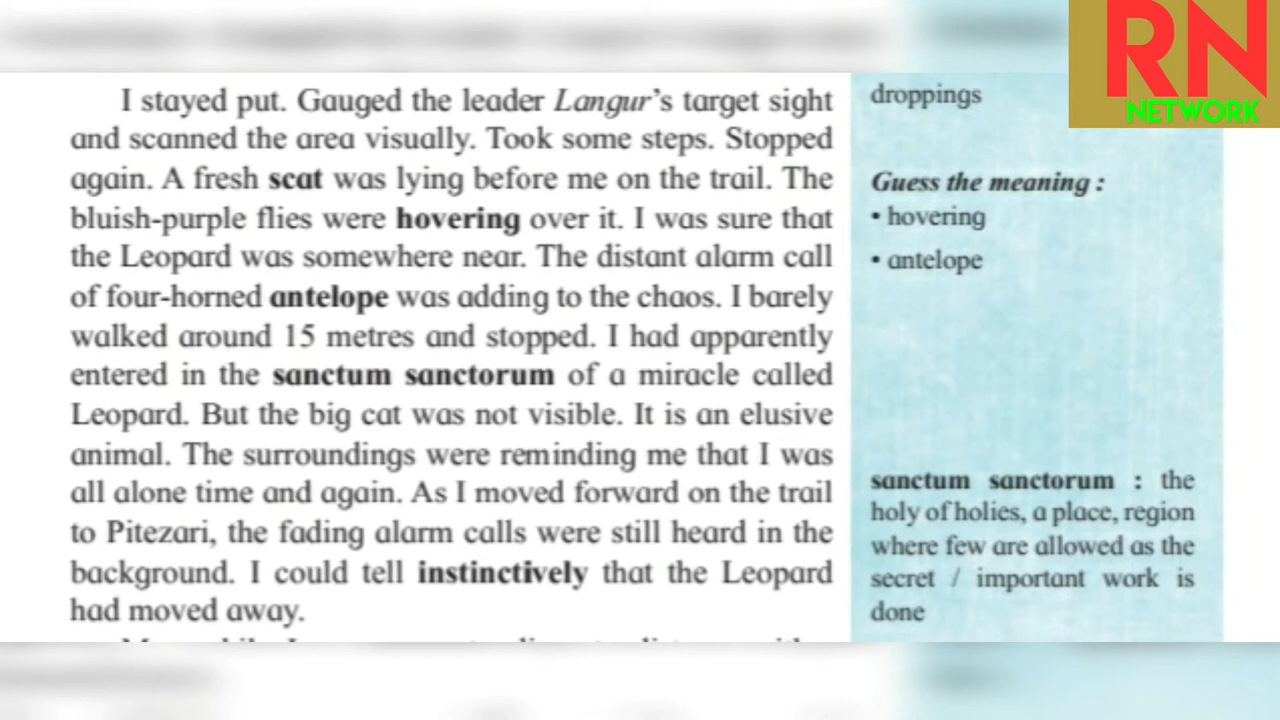 I stayed put. Gauged the leader Langur's target sight
and scanned the area visually. Took some steps. Stopped
again. A fresh scat was lying before me on the trail. The
bluish-purple flies were hovering over it. I was sure that
the Leopard was somewhere near. The distant alarm call
of four-horned antelope was adding to the chaos. I barely
walked around 15 metres and stopped. I had apparently
entered in the sanctum sanctorum of a miracle called
Leopard. But the big cat was not visible. It is an elusive
animal. The surroundings were reminding me that I was
all alone time and again. As I moved forward on the trail
to Pitezari, the fading alarm calls were still heard in the
background. I could tell instinctively that the Leopard
had moved away.
droppings
Guess the meaning :
• hovering
• antelope
sanctum sanctorum : the
holy of holies, a place, region
where few are allowed as the
secret / important work is
done
RN
NETWORK